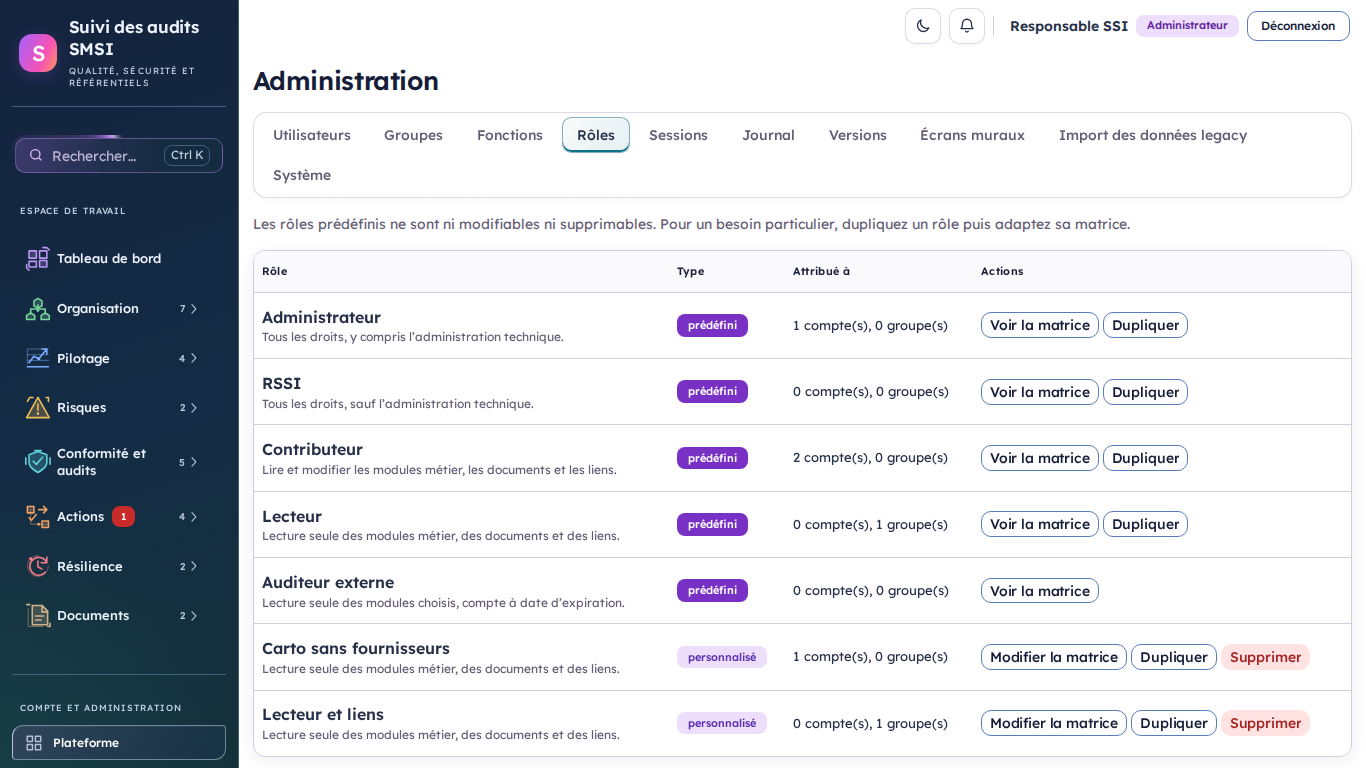 S
Suivi des audits
SMSI
QUALITÉ, SÉCURITÉ ET
RÉFÉRENTIELS
Rechercher...
Ctrl K
ESPACE DE TRAVAIL
Tableau de bord
Organisation 7
Pilotage 4
Risques 2
Conformité et
audits 5
Actions 1 4
Résilience 2
Documents 2
COMPTE ET ADMINISTRATION
Plateforme
Responsable SSI Administrateur Déconnexion
Administration
Utilisateurs Groupes Fonctions Rôles Sessions Journal Versions Écrans muraux Import des données legacy
Système
Les rôles prédéfinis ne sont ni modifiables ni supprimables. Pour un besoin particulier, dupliquez un rôle puis adaptez sa matrice.
Rôle Type Attribué à Actions
Administrateur
Tous les droits, y compris l’administration technique.
prédéfini 1 compte(s), 0 groupe(s) Voir la matrice Dupliquer
RSSI
Tous les droits, sauf l’administration technique.
prédéfini 0 compte(s), 0 groupe(s) Voir la matrice Dupliquer
Contributeur
Lire et modifier les modules métier, les documents et les liens.
prédéfini 2 compte(s), 0 groupe(s) Voir la matrice Dupliquer
Lecteur
Lecture seule des modules métier, des documents et des liens.
prédéfini 0 compte(s), 1 groupe(s) Voir la matrice Dupliquer
Auditeur externe
Lecture seule des modules choisis, compte à date d’expiration.
prédéfini 0 compte(s), 0 groupe(s) Voir la matrice
Carto sans fournisseurs
Lecture seule des modules métier, des documents et des liens.
personnalisé 1 compte(s), 0 groupe(s) Modifier la matrice Dupliquer Supprimer
Lecteur et liens
Lecture seule des modules métier, des documents et des liens.
personnalisé 0 compte(s), 1 groupe(s) Modifier la matrice Dupliquer Supprimer